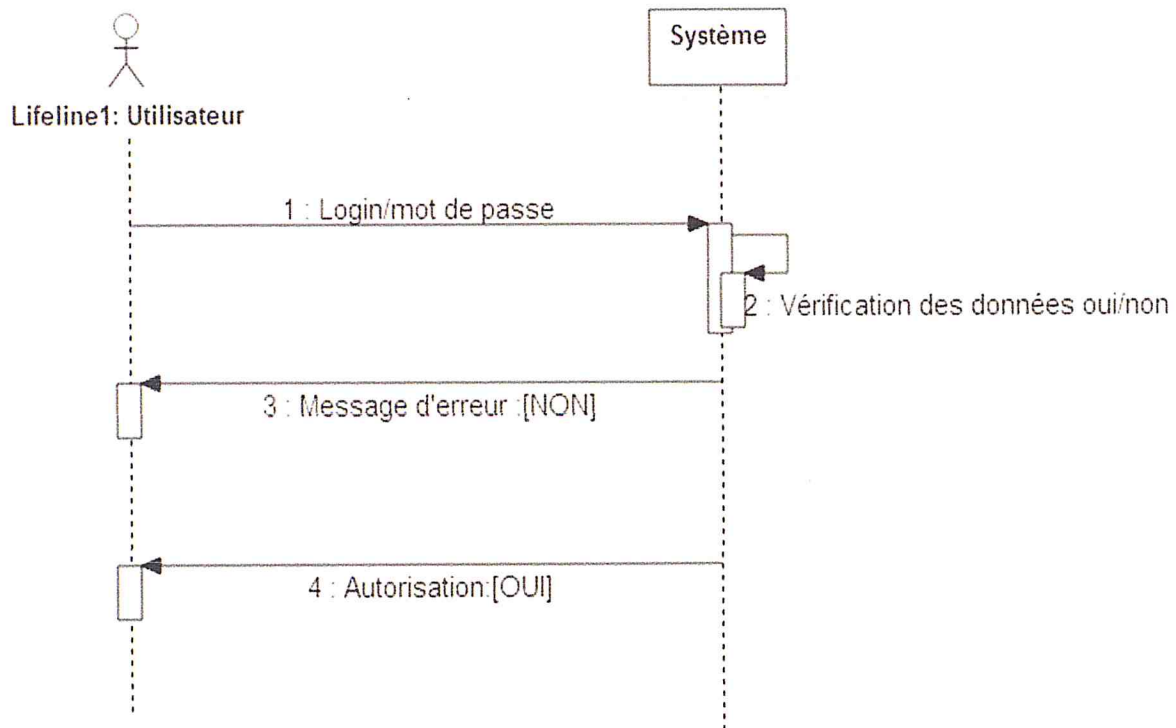 Système
Lifeline1: Utilisateur
1 : Login/mot de passe
2 : Vérification des données oui/non
3 : Message d'erreur :[NON]
4 : Autorisation:[OUI]